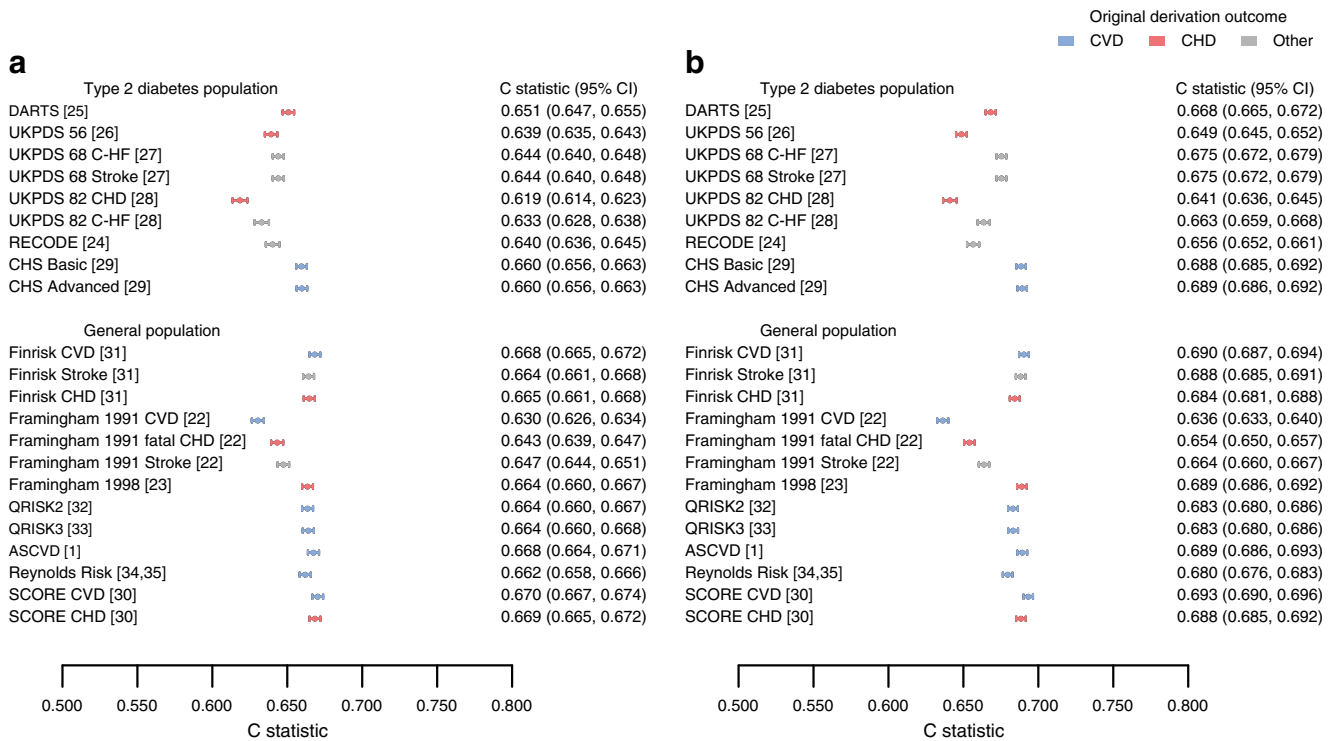 Original derivation outcome
CVD CHD Other
a
Type 2 diabetes population C statistic (95% CI)
DARTS [25] 0.651 (0.647, 0.655)
UKPDS 56 [26] 0.639 (0.635, 0.643)
UKPDS 68 C-HF [27] 0.644 (0.640, 0.648)
UKPDS 68 Stroke [27] 0.644 (0.640, 0.648)
UKPDS 82 CHD [28] 0.619 (0.614, 0.623)
UKPDS 82 C-HF [28] 0.633 (0.628, 0.638)
RECODE [24] 0.640 (0.636, 0.645)
CHS Basic [29] 0.660 (0.656, 0.663)
CHS Advanced [29] 0.660 (0.656, 0.663)
General population
Finrisk CVD [31] 0.668 (0.665, 0.672)
Finrisk Stroke [31] 0.664 (0.661, 0.668)
Finrisk CHD [31] 0.665 (0.661, 0.668)
Framingham 1991 CVD [22] 0.630 (0.626, 0.634)
Framingham 1991 fatal CHD [22] 0.643 (0.639, 0.647)
Framingham 1991 Stroke [22] 0.647 (0.644, 0.651)
Framingham 1998 [23] 0.664 (0.660, 0.667)
QRISK2 [32] 0.664 (0.660, 0.667)
QRISK3 [33] 0.664 (0.660, 0.668)
ASCVD [1] 0.668 (0.664, 0.671)
Reynolds Risk [34,35] 0.662 (0.658, 0.666)
SCORE CVD [30] 0.670 (0.667, 0.674)
SCORE CHD [30] 0.669 (0.665, 0.672)
0.500 0.550 0.600 0.650 0.700 0.750 0.800
C statistic
b
Type 2 diabetes population C statistic (95% CI)
DARTS [25] 0.668 (0.665, 0.672)
UKPDS 56 [26] 0.649 (0.645, 0.652)
UKPDS 68 C-HF [27] 0.675 (0.672, 0.679)
UKPDS 68 Stroke [27] 0.675 (0.672, 0.679)
UKPDS 82 CHD [28] 0.641 (0.636, 0.645)
UKPDS 82 C-HF [28] 0.663 (0.659, 0.668)
RECODE [24] 0.656 (0.652, 0.661)
CHS Basic [29] 0.688 (0.685, 0.692)
CHS Advanced [29] 0.689 (0.686, 0.692)
General population
Finrisk CVD [31] 0.690 (0.687, 0.694)
Finrisk Stroke [31] 0.688 (0.685, 0.691)
Finrisk CHD [31] 0.684 (0.681, 0.688)
Framingham 1991 CVD [22] 0.636 (0.633, 0.640)
Framingham 1991 fatal CHD [22] 0.654 (0.650, 0.657)
Framingham 1991 Stroke [22] 0.664 (0.660, 0.667)
Framingham 1998 [23] 0.689 (0.686, 0.692)
QRISK2 [32] 0.683 (0.680, 0.686)
QRISK3 [33] 0.683 (0.680, 0.686)
ASCVD [1] 0.689 (0.686, 0.693)
Reynolds Risk [34,35] 0.680 (0.676, 0.683)
SCORE CVD [30] 0.693 (0.690, 0.696)
SCORE CHD [30] 0.688 (0.685, 0.692)
0.500 0.550 0.600 0.650 0.700 0.750 0.800
C statistic